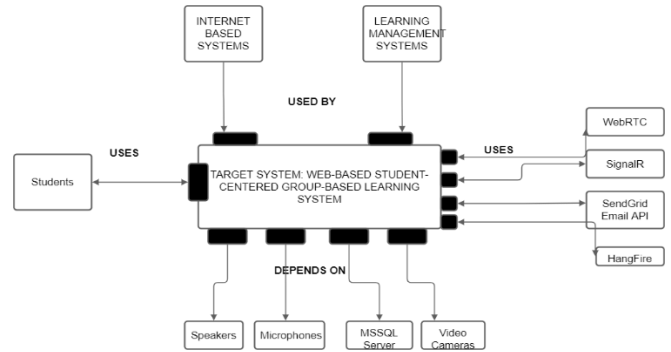 INTERNET
BASED
SYSTEMS
LEARNING
MANAGEMENT
SYSTEMS
USED BY
WebRTC
USES
USES
SignalR
TARGET SYSTEM: WEB-BASED STUDENT-
CENTERED GROUP-BASED LEARNING
SYSTEM
Students
SendGrid
Email API
HangFire
DEPENDS ON
Speakers
Microphones
MSSQL
Server
Video
Cameras